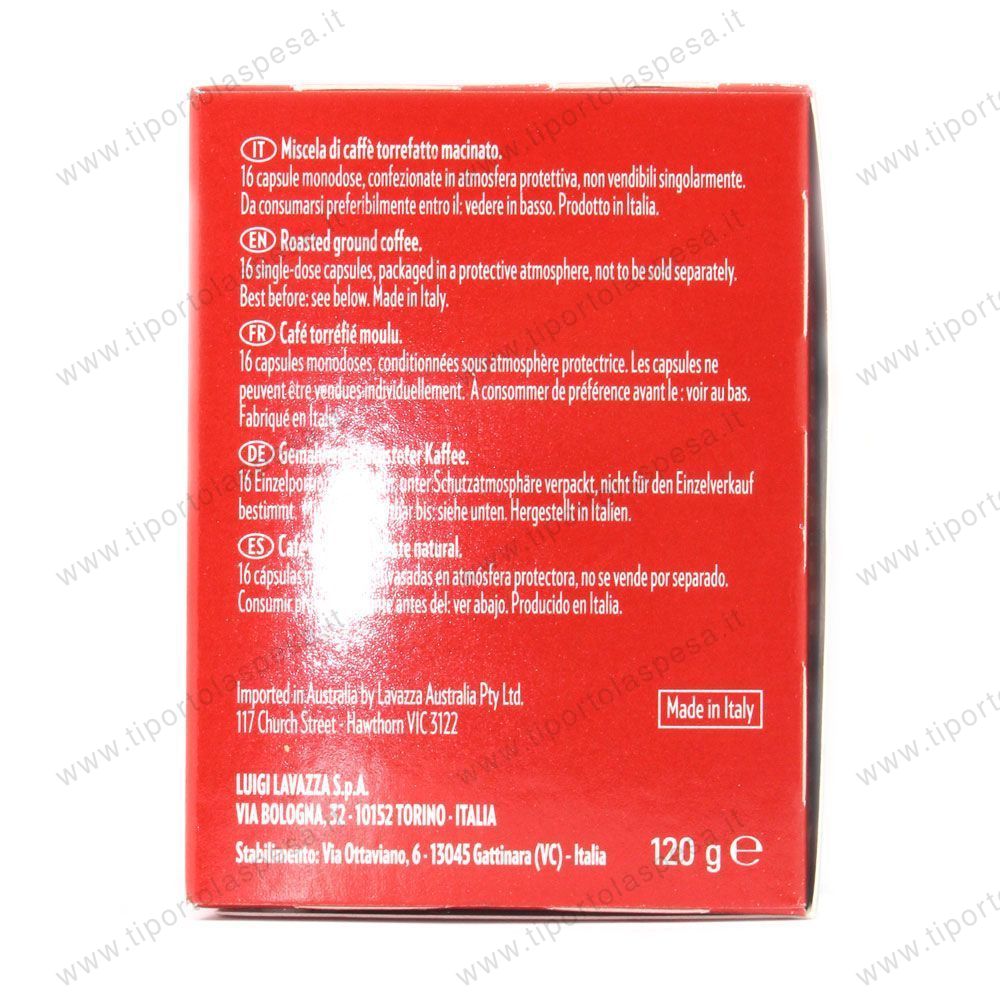 IT Miscela di caffè torrefatto macinato.
16 capsule monodose, confezionate in atmosfera protettiva, non vendibili singolarmente.
Da consumarsi preferibilmente entro il: vedere in basso. Prodotto in Italia.
EN Roasted ground coffee.
16 single-dose capsules, packaged in a protective atmosphere, not to be sold separately.
Best before: see below. Made in Italy.
FR Café torréfié moulu.
16 capsules monodoses, conditionnées sous atmosphère protectrice. Les capsules ne
peuvent être vendues individuellement. À consommer de préférence avant le : voir au bas.
Fabriqué en Italie
DE Kaffee.
16 unter Schutzatmosphäre verpackt, nicht für den Einzelverkauf
bestimmt. bis: siehe unten. Hergestellt in Italien.
ES natural.
16 cápsulas en atmósfera protectora, no se vende por separado.
Consumir antes del: ver abajo. Producido en Italia.
Imported in Australia by Lavazza Australia Pty Ltd.
117 Church Street - Hawthorn VIC 3122
Made in Italy
LUIGI LAVAZZA S.p.A.
VIA BOLOGNA, 32 - 10152 TORINO - ITALIA
Stabilimento: Via Ottaviano, 6 - 13045 Gattinara (VC) - Italia
120 g ℮
www.tiportolaspesa.it